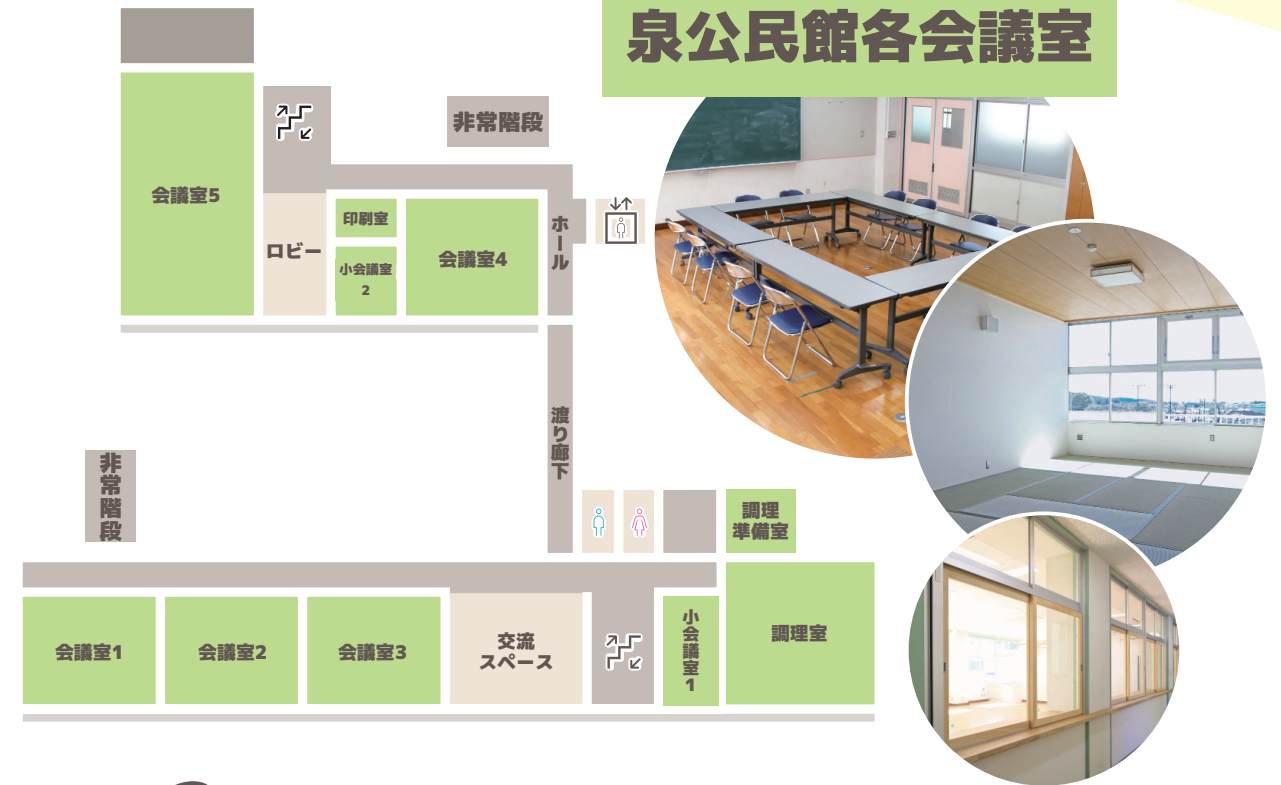 泉公民館各会議室
非常階段
会議室5
印刷室
ロビー
小会議室
2
会議室4
ホール
渡り廊下
非常階段
調理
準備室
会議室1
会議室2
会議室3
交流
スペース
小会議室1
調理室